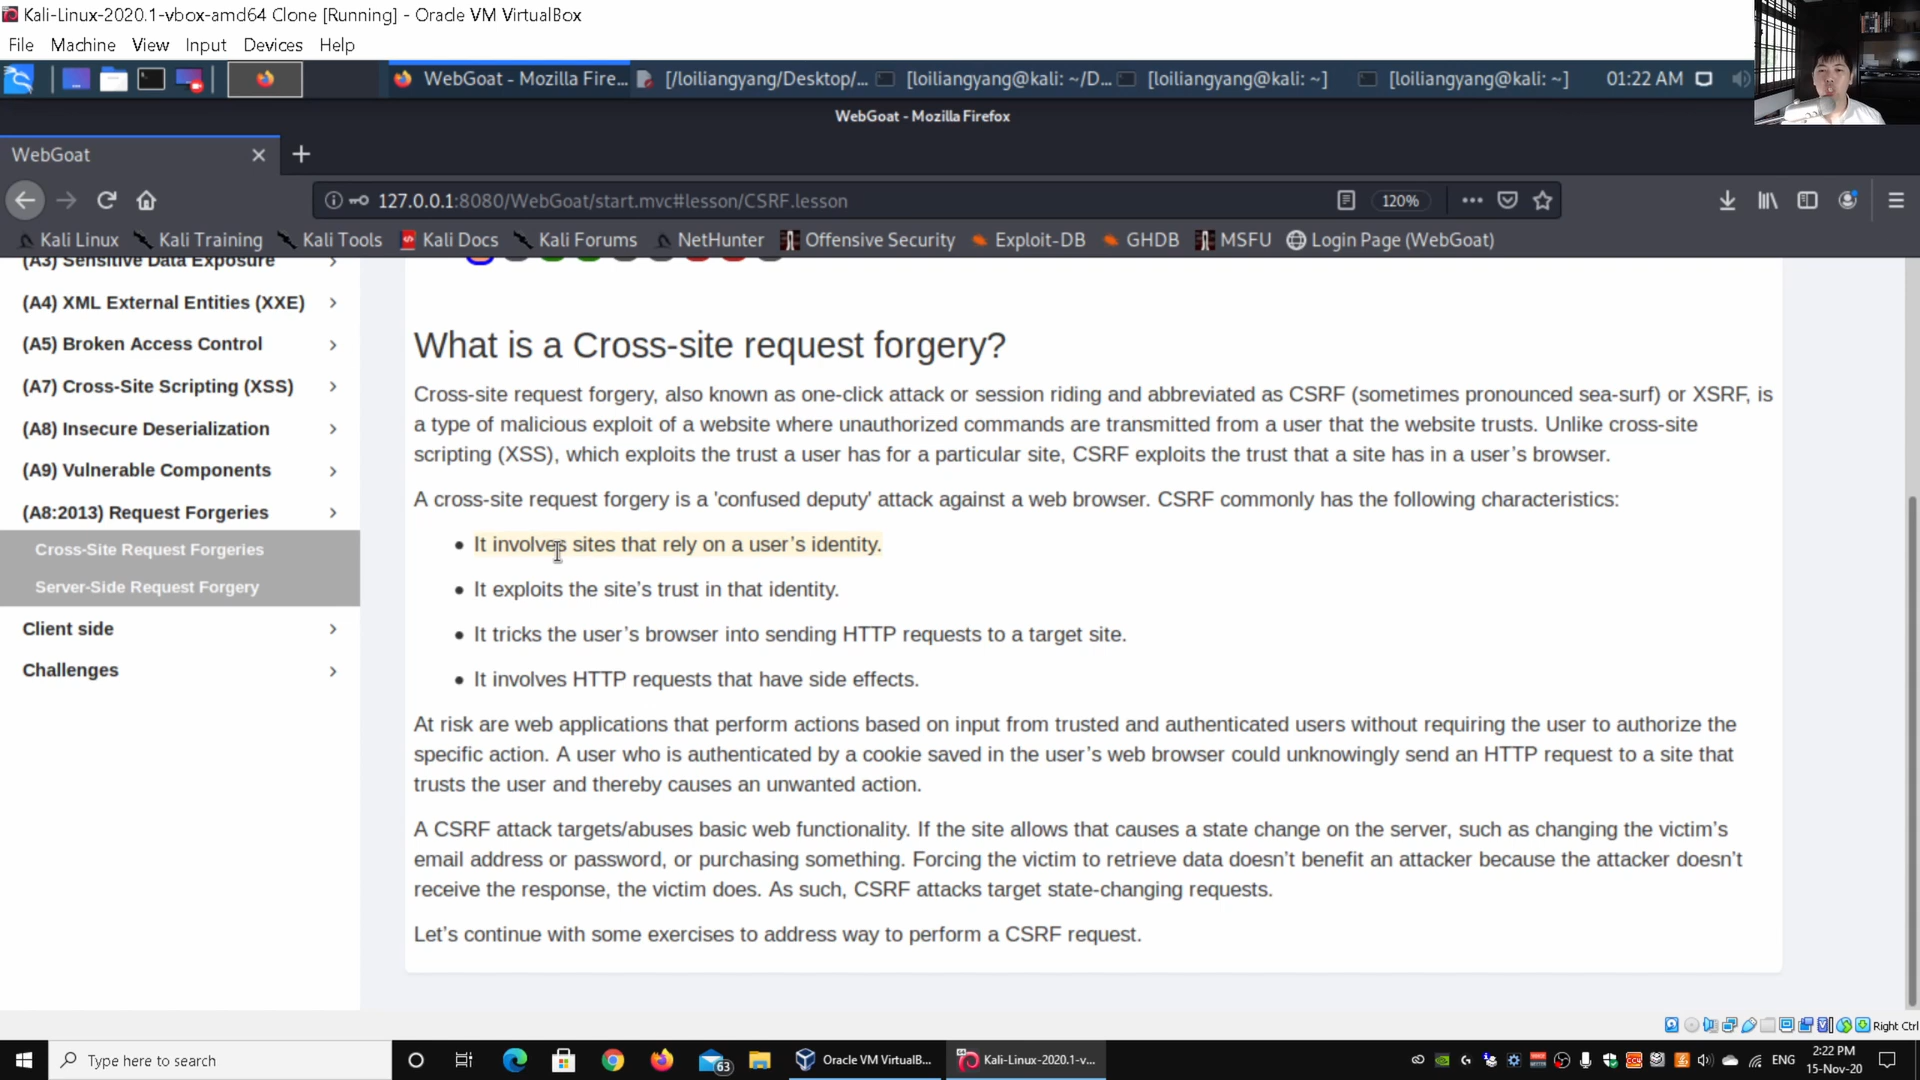 Kali-Linux-2020.1-vbox-amd64 Clone [Running] - Oracle VM VirtualBox
File Machine View Input Devices Help
WebGoat - Mozilla Fire... [/loiliangyang/Desktop/... [loiliangyang@kali: ~/D... [loiliangyang@kali: ~] [loiliangyang@kali: ~] 01:22 AM
WebGoat - Mozilla Firefox
WebGoat
127.0.0.1:8080/WebGoat/start.mvc#lesson/CSRF.lesson 120%
Kali Linux Kali Training Kali Tools Kali Docs Kali Forums NetHunter Offensive Security Exploit-DB GHDB MSFU Login Page (WebGoat)
(A3) Sensitive Data Exposure
(A4) XML External Entities (XXE)
(A5) Broken Access Control
(A7) Cross-Site Scripting (XSS)
(A8) Insecure Deserialization
(A9) Vulnerable Components
(A8:2013) Request Forgeries
Cross-Site Request Forgeries
Server-Side Request Forgery
Client side
Challenges
What is a Cross-site request forgery?
Cross-site request forgery, also known as one-click attack or session riding and abbreviated as CSRF (sometimes pronounced sea-surf) or XSRF, is
a type of malicious exploit of a website where unauthorized commands are transmitted from a user that the website trusts. Unlike cross-site
scripting (XSS), which exploits the trust a user has for a particular site, CSRF exploits the trust that a site has in a user's browser.
A cross-site request forgery is a 'confused deputy' attack against a web browser. CSRF commonly has the following characteristics:
• It involves sites that rely on a user's identity.
• It exploits the site's trust in that identity.
• It tricks the user's browser into sending HTTP requests to a target site.
• It involves HTTP requests that have side effects.
At risk are web applications that perform actions based on input from trusted and authenticated users without requiring the user to authorize the
specific action. A user who is authenticated by a cookie saved in the user's web browser could unknowingly send an HTTP request to a site that
trusts the user and thereby causes an unwanted action.
A CSRF attack targets/abuses basic web functionality. If the site allows that causes a state change on the server, such as changing the victim's
email address or password, or purchasing something. Forcing the victim to retrieve data doesn't benefit an attacker because the attacker doesn't
receive the response, the victim does. As such, CSRF attacks target state-changing requests.
Let's continue with some exercises to address way to perform a CSRF request.
Right Ctrl
Type here to search 63 Oracle VM VirtualB... Kali-Linux-2020.1-v... ENG 2:22 PM
15-Nov-20